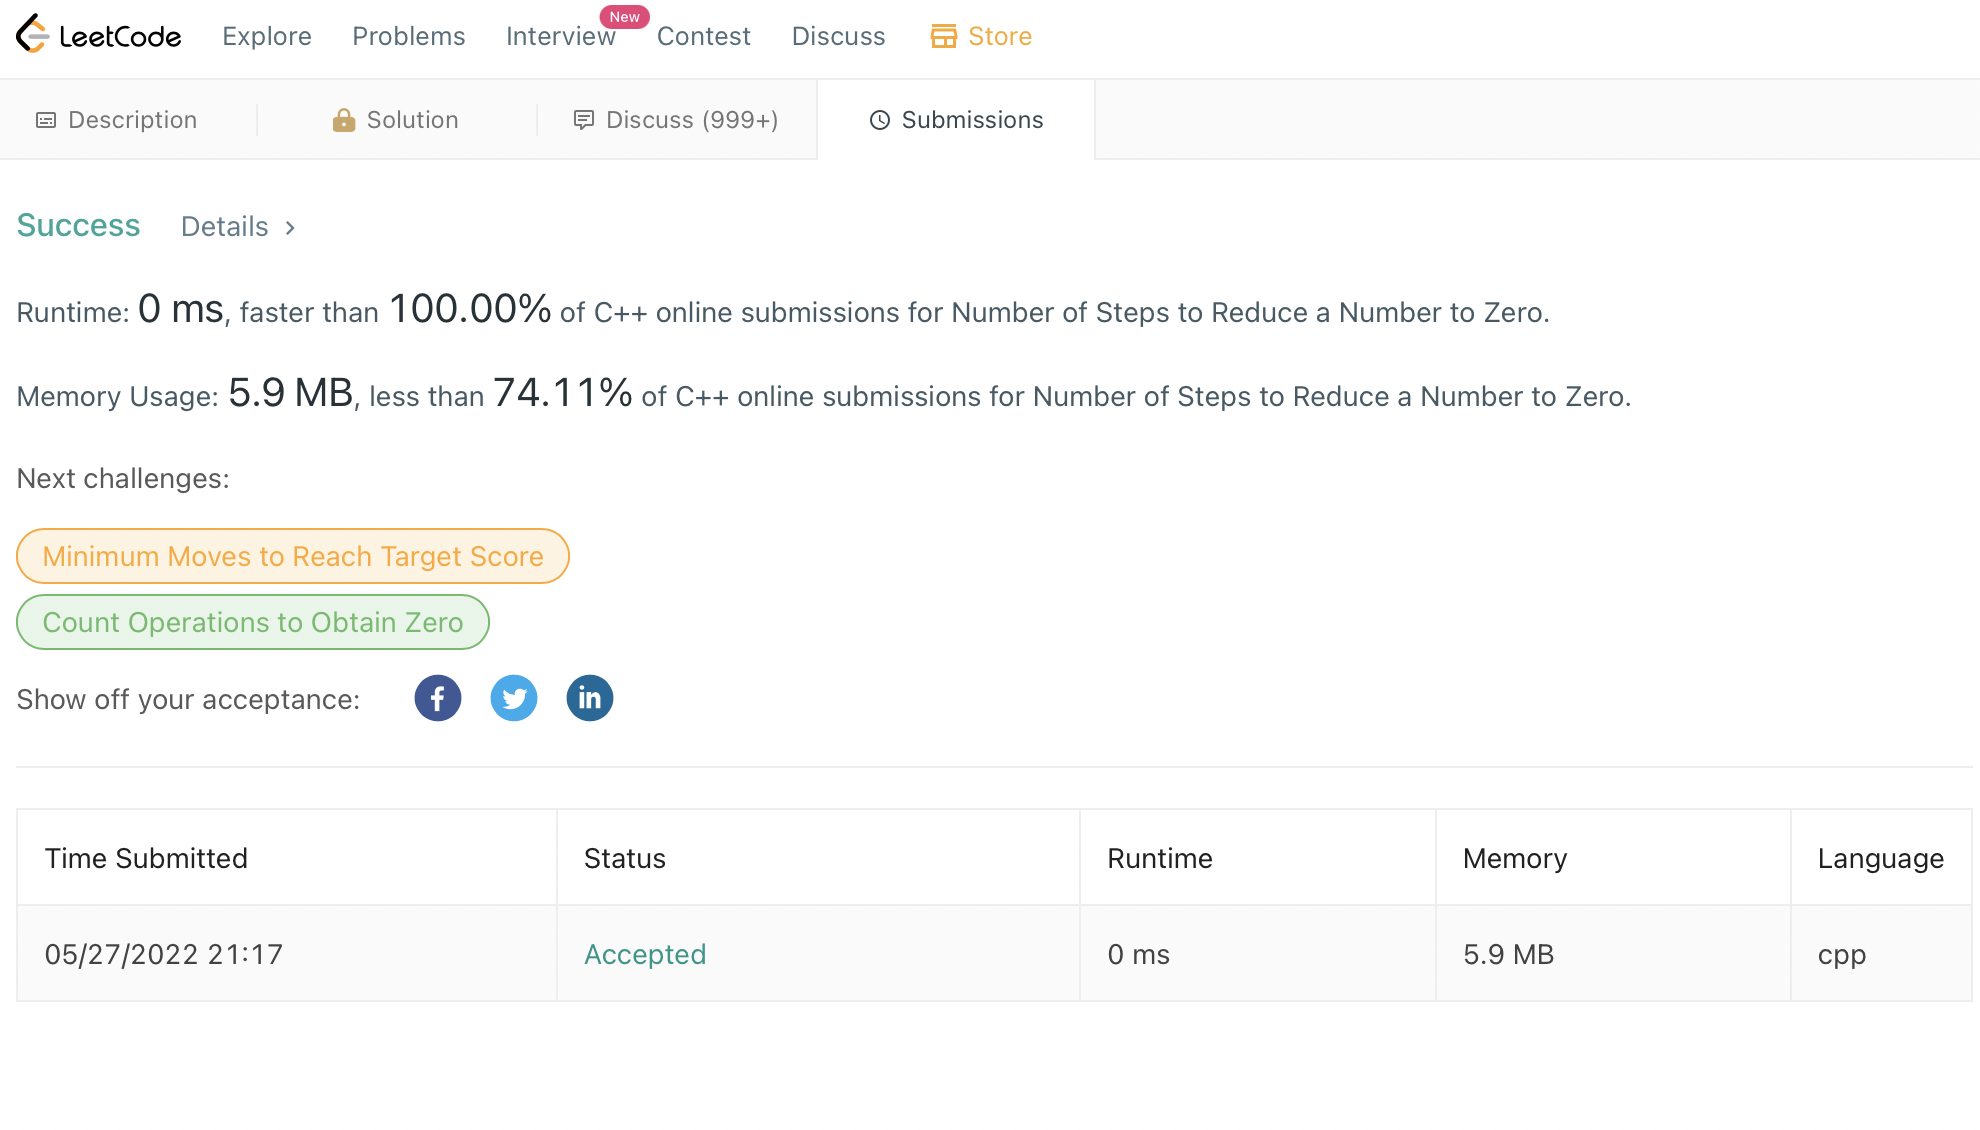 LeetCode Explore Problems Interview New Contest Discuss Store
Description Solution Discuss (999+) Submissions
Success Details >
Runtime: 0 ms, faster than 100.00% of C++ online submissions for Number of Steps to Reduce a Number to Zero.
Memory Usage: 5.9 MB, less than 74.11% of C++ online submissions for Number of Steps to Reduce a Number to Zero.
Next challenges:
Minimum Moves to Reach Target Score
Count Operations to Obtain Zero
Show off your acceptance:
Time Submitted Status Runtime Memory Language
05/27/2022 21:17 Accepted 0 ms 5.9 MB cpp